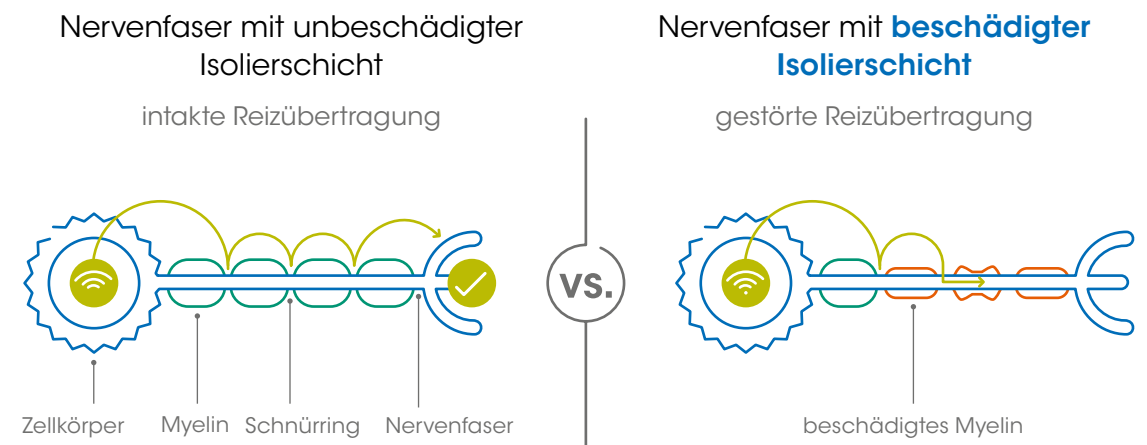 Nervenfaser mit unbeschädigter
Isolierschicht
intakte Reizübertragung
Zellkörper
Myelin
Schnürring
Nervenfaser
vs.
Nervenfaser mit beschädigter
Isolierschicht
gestörte Reizübertragung
beschädigtes Myelin